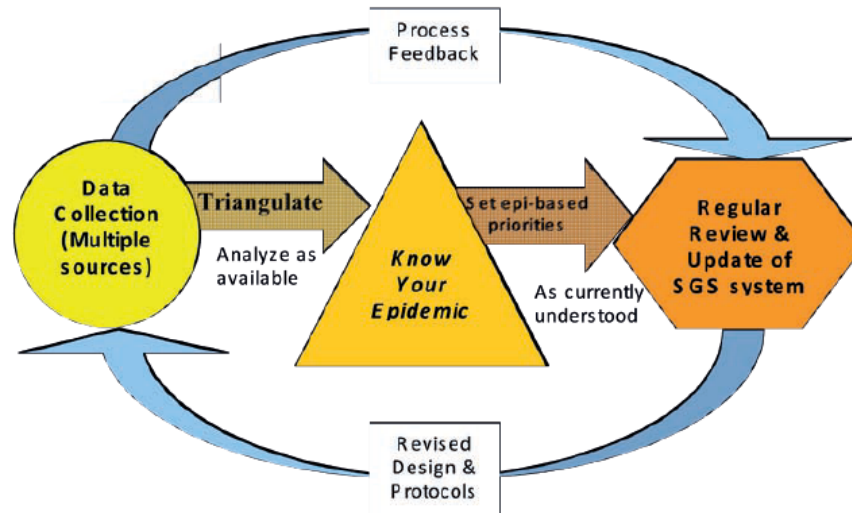 Process
Feedback
Data
Collection
(Multiple
sources)
Triangulate
Analyze as
available
Know
Your
Epidemic
Set epi-based
priorities
As currently
understood
Regular
Review &
Update of
SGS system
Revised
Design &
Protocols